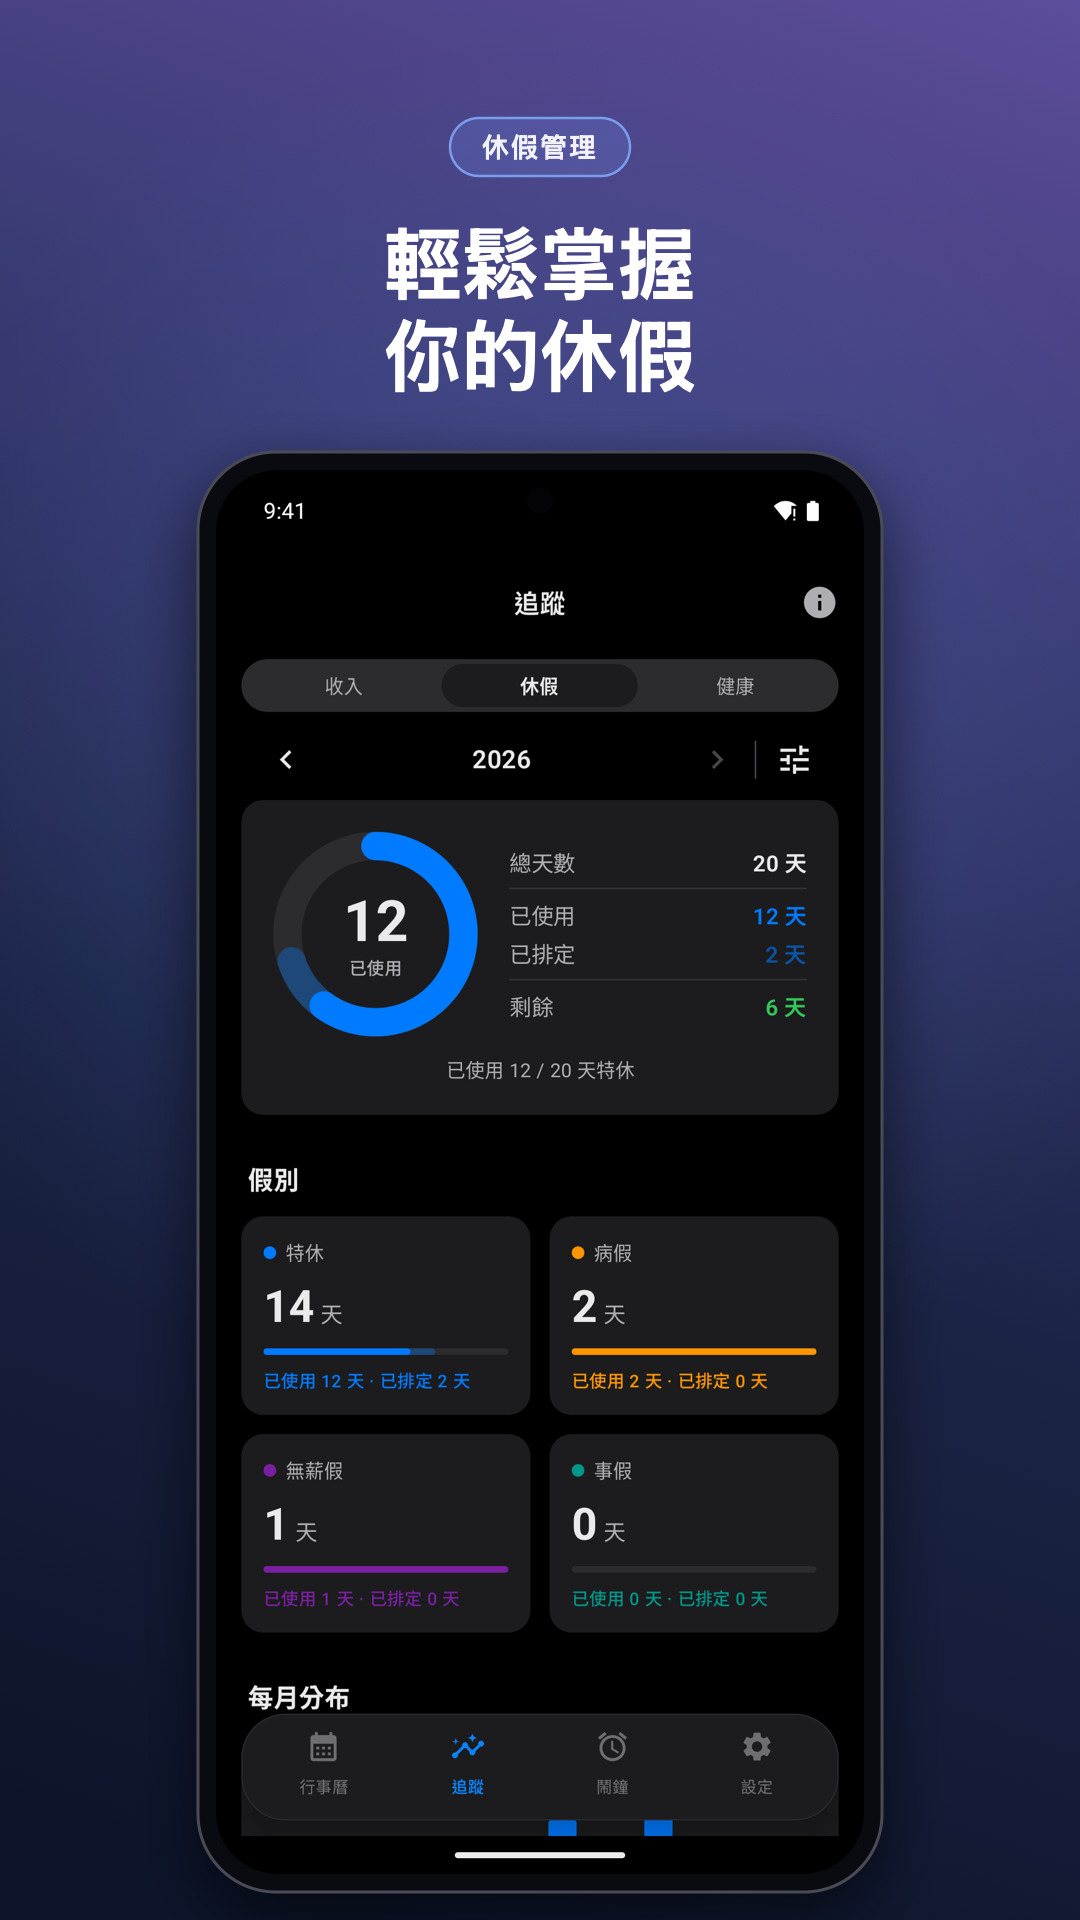 休假管理
輕鬆掌握
你的休假
9:41
追蹤
收入
休假
健康
2026
12
已使用
總天數 20 天
已使用 12 天
已排定 2 天
剩餘 6 天
已使用 12 / 20 天特休
假別
特休
14 天
已使用 12 天 · 已排定 2 天
病假
2 天
已使用 2 天 · 已排定 0 天
無薪假
1 天
已使用 1 天 · 已排定 0 天
事假
0 天
已使用 0 天 · 已排定 0 天
每月分布
行事曆
追蹤
鬧鐘
設定